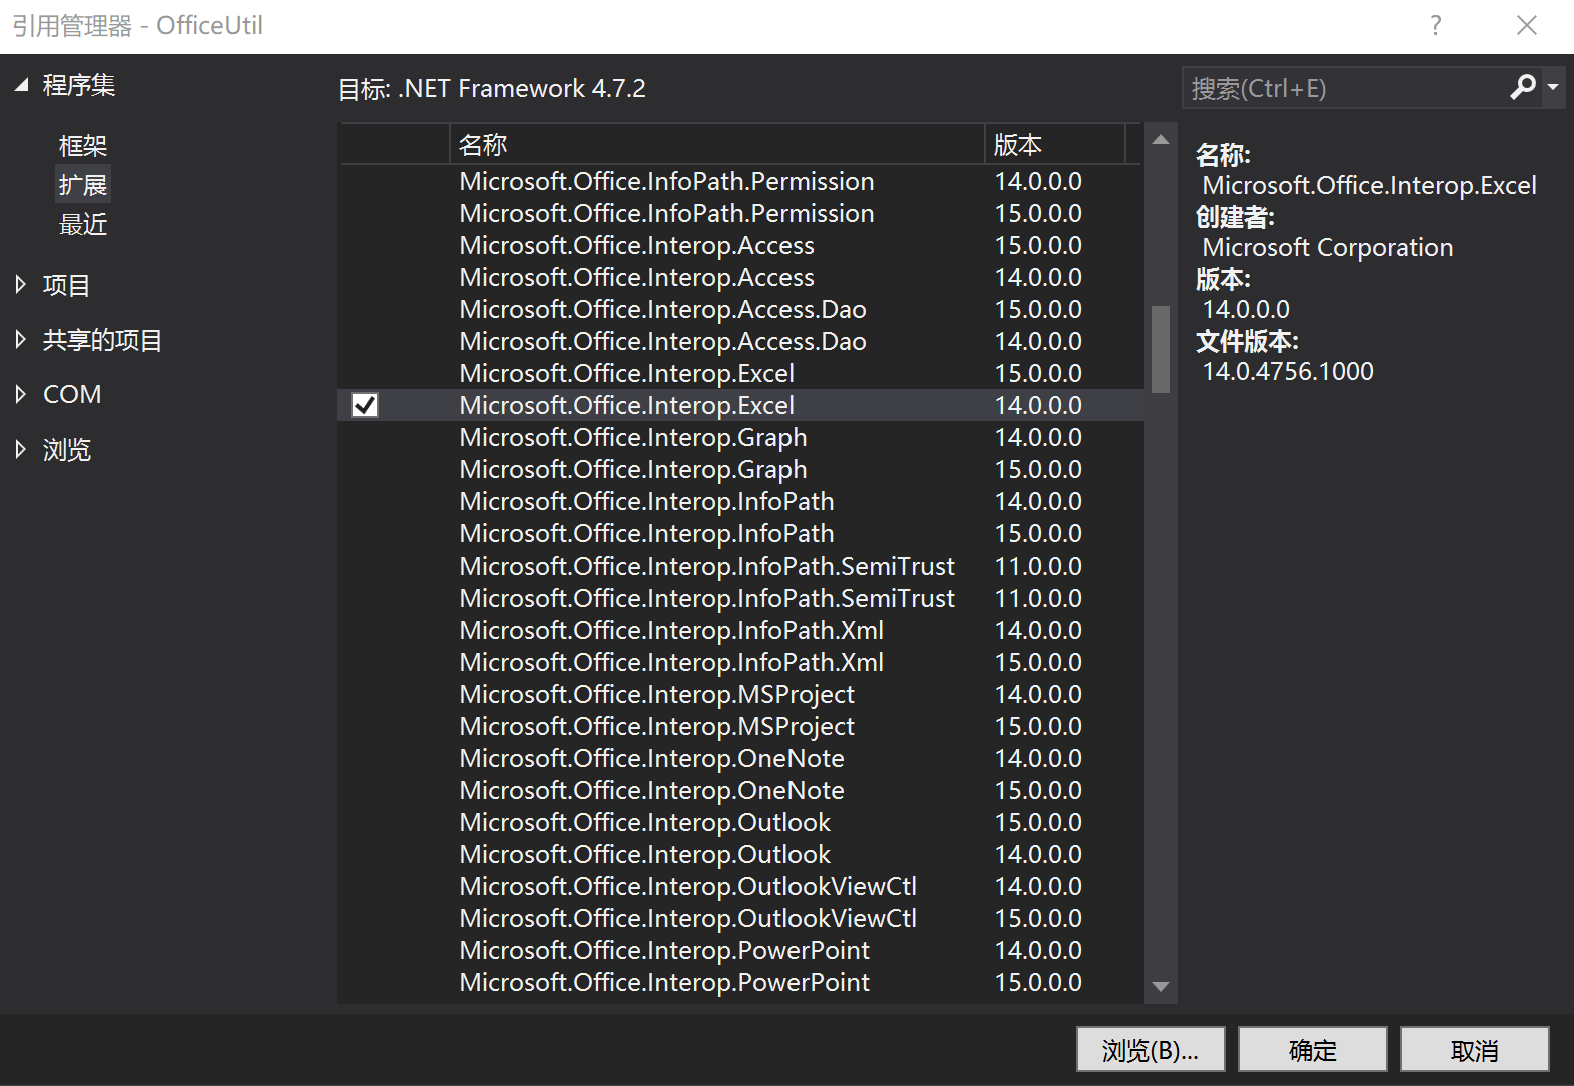 引用管理器 - OfficeUtil
?
程序集
框架
扩展
最近
项目
共享的项目
COM
浏览
目标: .NET Framework 4.7.2
名称 版本
Microsoft.Office.InfoPath.Permission 14.0.0.0
Microsoft.Office.InfoPath.Permission 15.0.0.0
Microsoft.Office.Interop.Access 15.0.0.0
Microsoft.Office.Interop.Access 14.0.0.0
Microsoft.Office.Interop.Access.Dao 15.0.0.0
Microsoft.Office.Interop.Access.Dao 14.0.0.0
Microsoft.Office.Interop.Excel 15.0.0.0
Microsoft.Office.Interop.Excel 14.0.0.0
Microsoft.Office.Interop.Graph 14.0.0.0
Microsoft.Office.Interop.Graph 15.0.0.0
Microsoft.Office.Interop.InfoPath 14.0.0.0
Microsoft.Office.Interop.InfoPath 15.0.0.0
Microsoft.Office.Interop.InfoPath.SemiTrust 11.0.0.0
Microsoft.Office.Interop.InfoPath.SemiTrust 11.0.0.0
Microsoft.Office.Interop.InfoPath.Xml 14.0.0.0
Microsoft.Office.Interop.InfoPath.Xml 15.0.0.0
Microsoft.Office.Interop.MSProject 14.0.0.0
Microsoft.Office.Interop.MSProject 15.0.0.0
Microsoft.Office.Interop.OneNote 14.0.0.0
Microsoft.Office.Interop.OneNote 15.0.0.0
Microsoft.Office.Interop.Outlook 15.0.0.0
Microsoft.Office.Interop.Outlook 14.0.0.0
Microsoft.Office.Interop.OutlookViewCtl 14.0.0.0
Microsoft.Office.Interop.OutlookViewCtl 15.0.0.0
Microsoft.Office.Interop.PowerPoint 14.0.0.0
Microsoft.Office.Interop.PowerPoint 15.0.0.0
搜索(Ctrl+E)
名称:
Microsoft.Office.Interop.Excel
创建者:
Microsoft Corporation
版本:
14.0.0.0
文件版本:
14.0.4756.1000
浏览(B)... 确定 取消